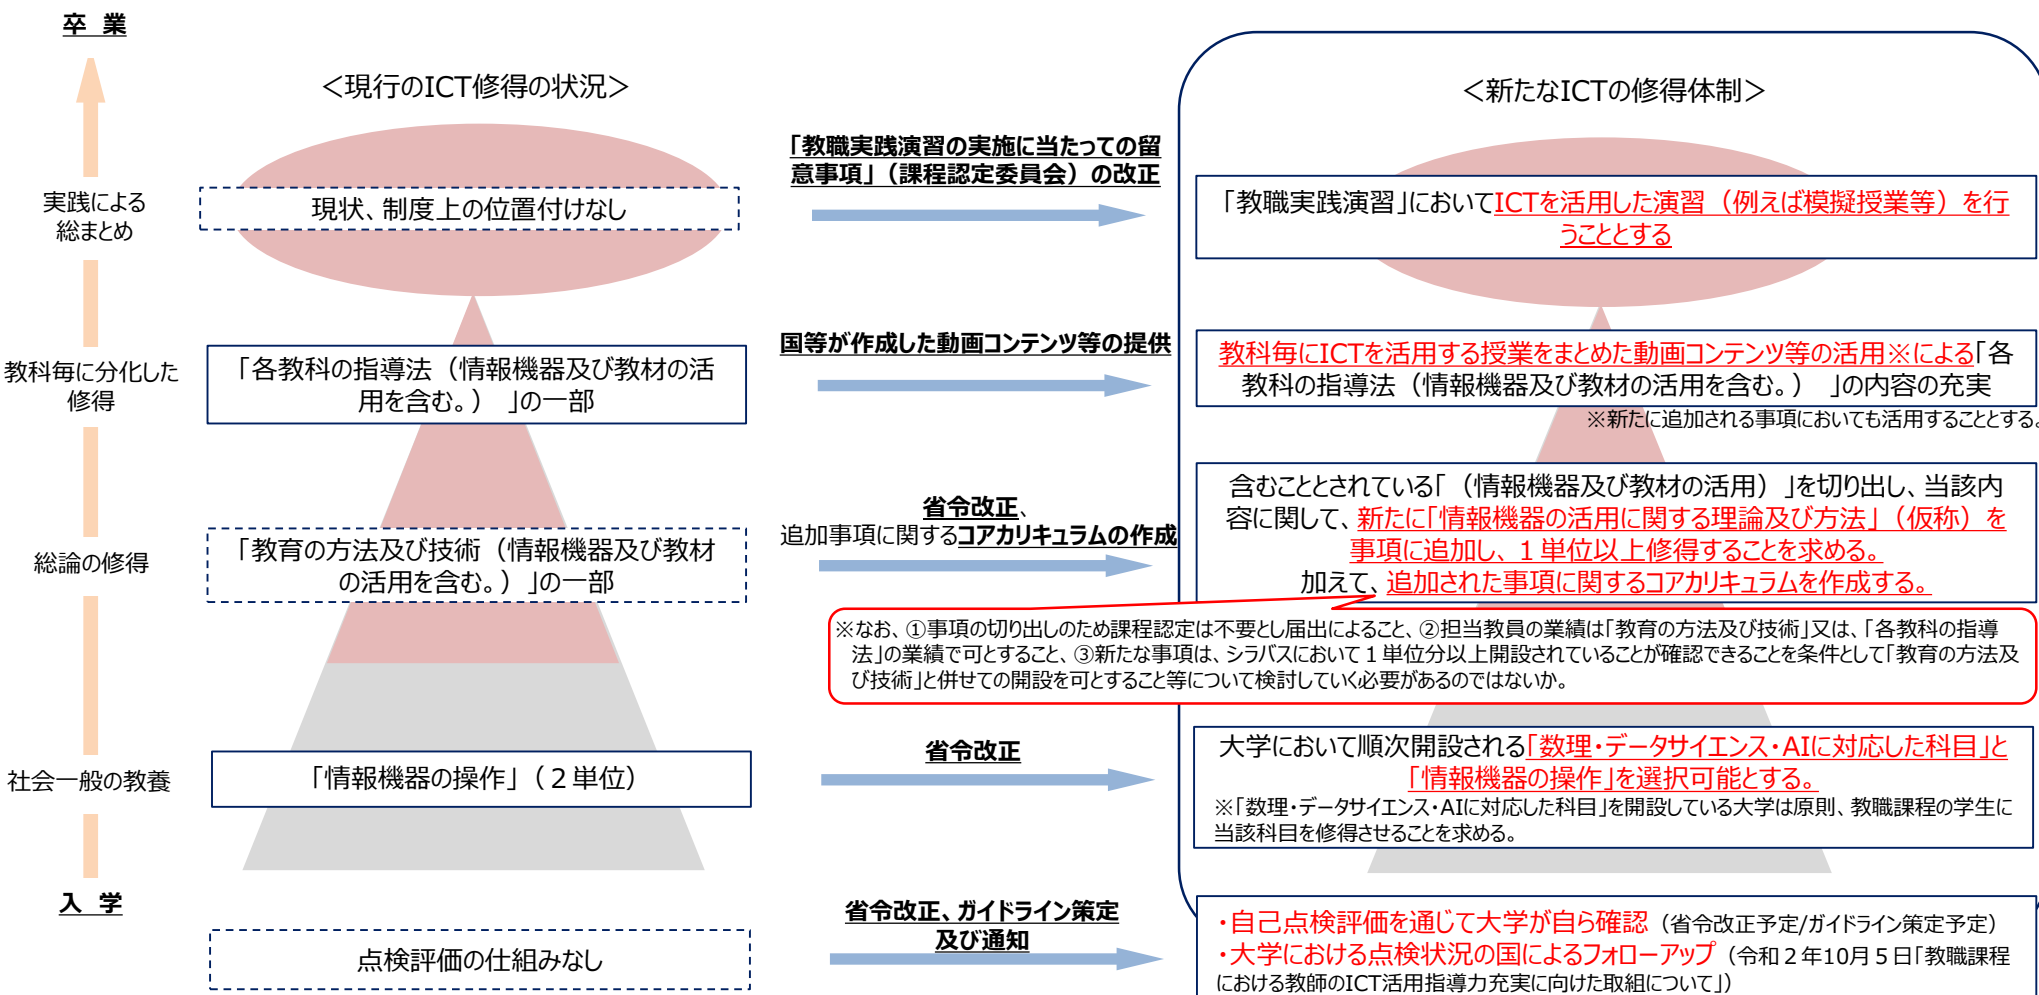 卒 業
＜現行のICT修得の状況＞
＜新たなICTの修得体制＞
実践による
総まとめ
現状、制度上の位置付けなし
「教職実践演習の実施に当たっての留
意事項」（課程認定委員会）の改正
「教職実践演習」においてICTを活用した演習（例えば模擬授業等）を行
うこととする
教科毎に分化した
修得
「各教科の指導法（情報機器及び教材の活
用を含む。）　」の一部
国等が作成した動画コンテンツ等の提供
教科毎にICTを活用する授業をまとめた動画コンテンツ等の活用※による「各
教科の指導法（情報機器及び教材の活用を含む。）　」の内容の充実
※新たに追加される事項においても活用することとする。
総論の修得
「教育の方法及び技術（情報機器及び教材
の活用を含む。）」の一部
省令改正、
追加事項に関するコアカリキュラムの作成
含むこととされている「（情報機器及び教材の活用）」を切り出し、当該内
容に関して、新たに「情報機器の活用に関する理論及び方法」（仮称）を
事項に追加し、１単位以上修得することを求める。
加えて、追加された事項に関するコアカリキュラムを作成する。
※なお、①事項の切り出しのため課程認定は不要とし届出によること、②担当教員の業績は「教育の方法及び技術」又は、「各教科の指導
法」の業績で可とすること、③新たな事項は、シラバスにおいて１単位分以上開設されていることが確認できることを条件として「教育の方法及
び技術」と併せての開設を可とすること等について検討していく必要があるのではないか。
社会一般の教養
「情報機器の操作」（２単位）
省令改正
大学において順次開設される「数理・データサイエンス・AIに対応した科目」と
「情報機器の操作」を選択可能とする。
※「数理・データサイエンス・AIに対応した科目」を開設している大学は原則、教職課程の学生に
当該科目を修得させることを求める。
入 学
点検評価の仕組みなし
省令改正、ガイドライン策定
及び通知
・自己点検評価を通じて大学が自ら確認（省令改正予定/ガイドライン策定予定）
・大学における点検状況の国によるフォローアップ（令和２年10月５日「教職課程
における教師のICT活用指導力充実に向けた取組について」）